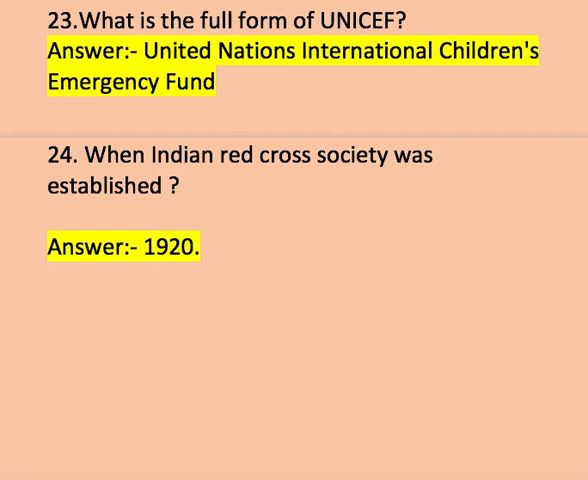 23.What is the full form of UNICEF?
Answer:- United Nations International Children's
Emergency Fund
24. When Indian red cross society was
established ?
Answer:- 1920.